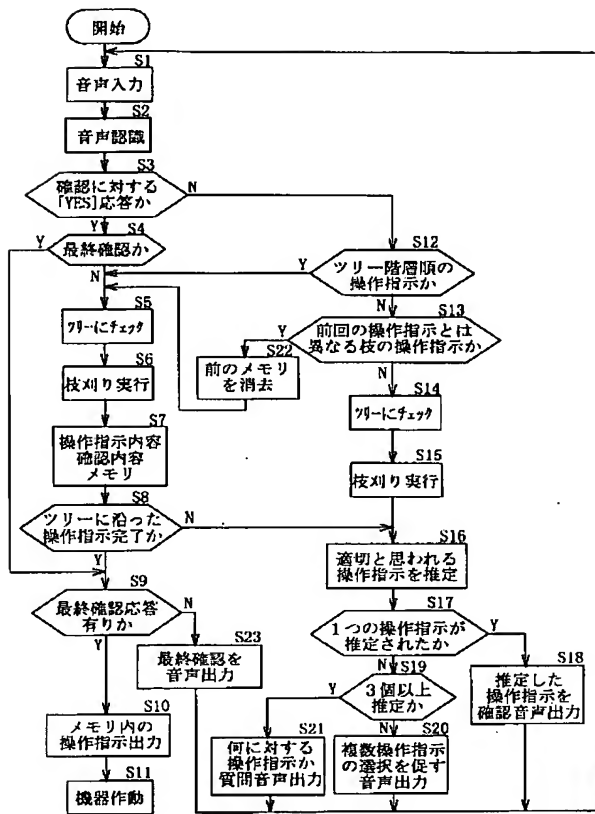 開始
S1
音声入力
S2
音声認識
S3
確認に対する
[YES]応答か
N
Y
S4
最終確認か
Y
N
S5
ツリーにチェック
S6
枝刈り実行
S7
操作指示内容
確認内容
メモリ
S8
ツリーに沿った
操作指示完了か
N
Y
S9
最終確認応答
有りか
N
Y
S23
最終確認を
音声出力
S10
メモリ内の
操作指示出力
S11
機器作動
S12
ツリー階層順の
操作指示か
Y
N
S13
前回の操作指示とは
異なる枝の操作指示か
Y
N
S22
前のメモリ
を消去
S14
ツリーにチェック
S15
枝刈り実行
S16
適切と思われる
操作指示を推定
S17
1つの操作指示が
推定されたか
Y
N
S18
推定した
操作指示を
確認音声出力
S19
3個以上
推定か
Y
N
S21
何に対する
操作指示か
質問音声出力
S20
複数操作指示
の選択を促す
音声出力